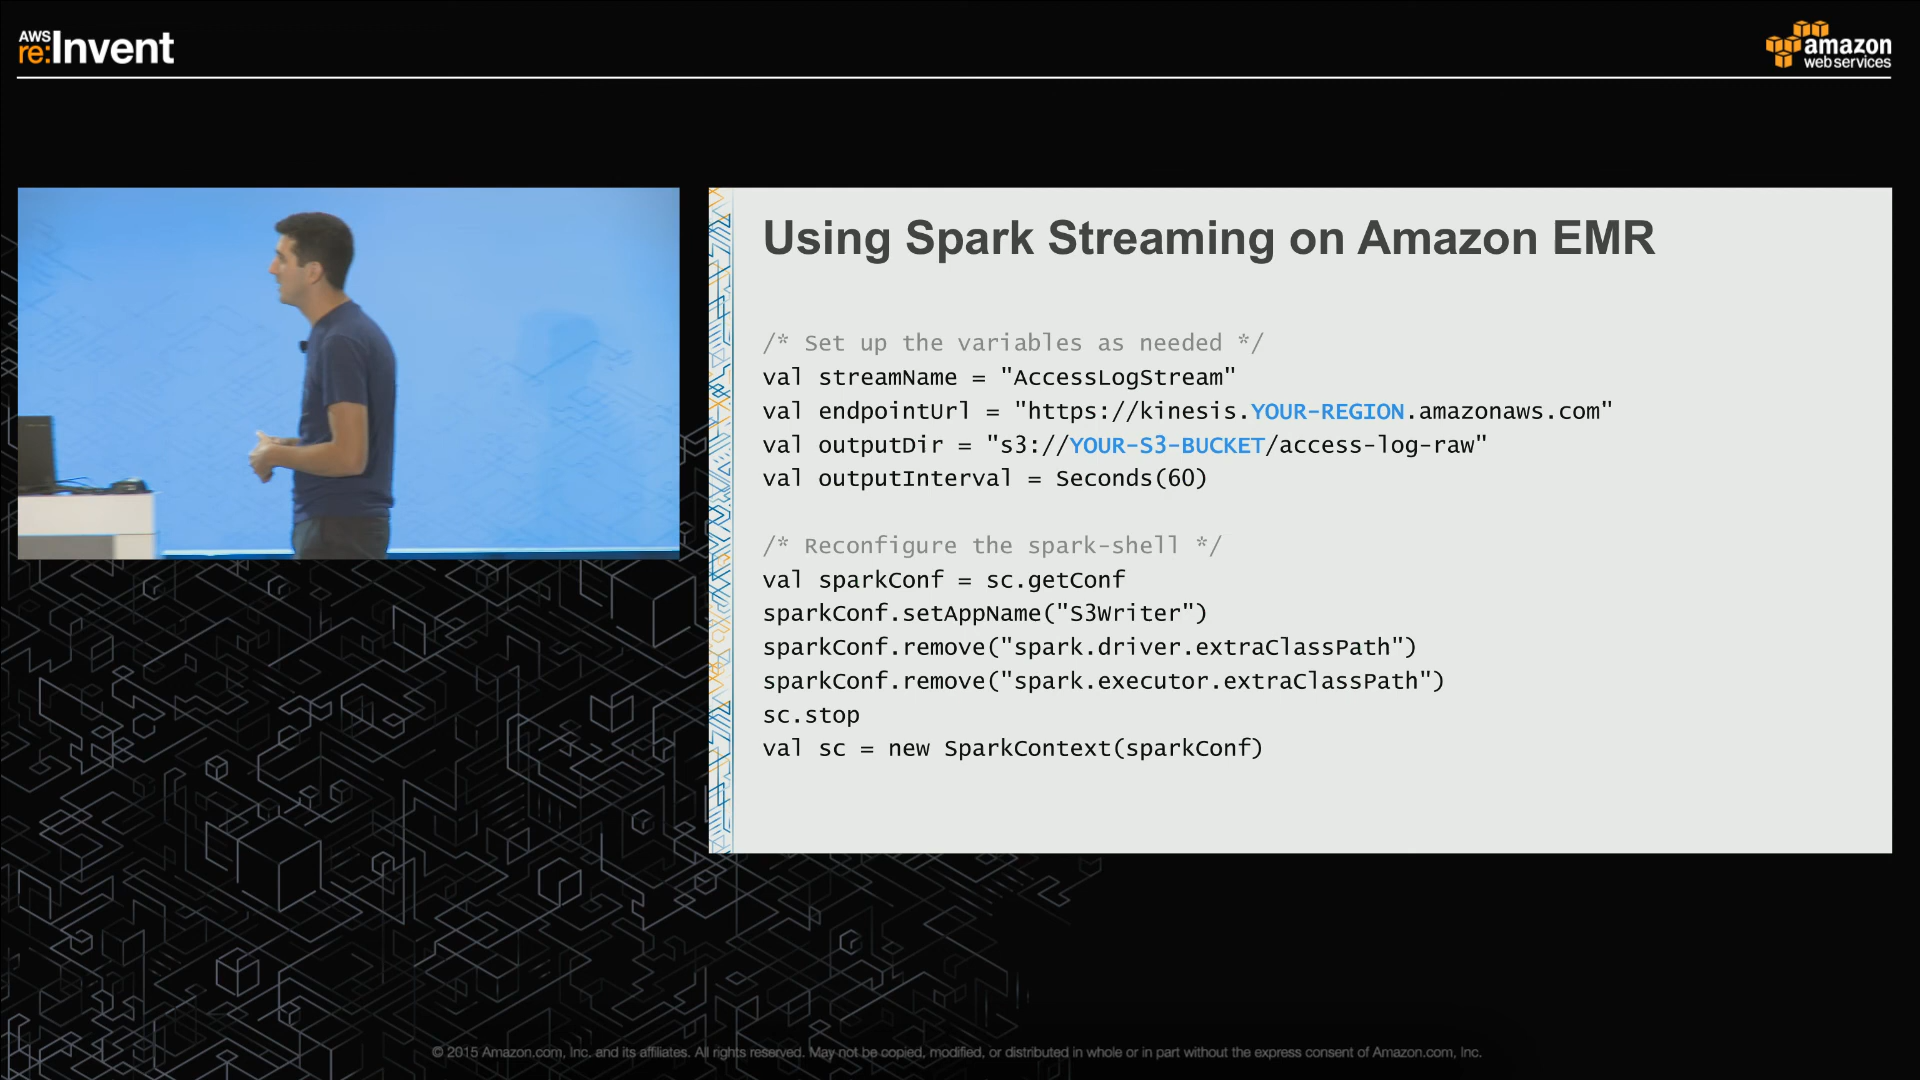 AWS
re:Invent
amazon
web services
Using Spark Streaming on Amazon EMR
/* Set up the variables as needed */
val streamName = "AccessLogStream"
val endpointUrl = "https://kinesis.YOUR-REGION.amazonaws.com"
val outputDir = "s3://YOUR-S3-BUCKET/access-log-raw"
val outputInterval = Seconds(60)
/* Reconfigure the spark-shell */
val sparkConf = sc.getConf
sparkConf.setAppName("S3Writer")
sparkConf.remove("spark.driver.extraClassPath")
sparkConf.remove("spark.executor.extraClassPath")
sc.stop
val sc = new SparkContext(sparkConf)
© 2015 Amazon.com, Inc. and its affiliates. All rights reserved. May not be copied, modified, or distributed in whole or in part without the express consent of Amazon.com, Inc.